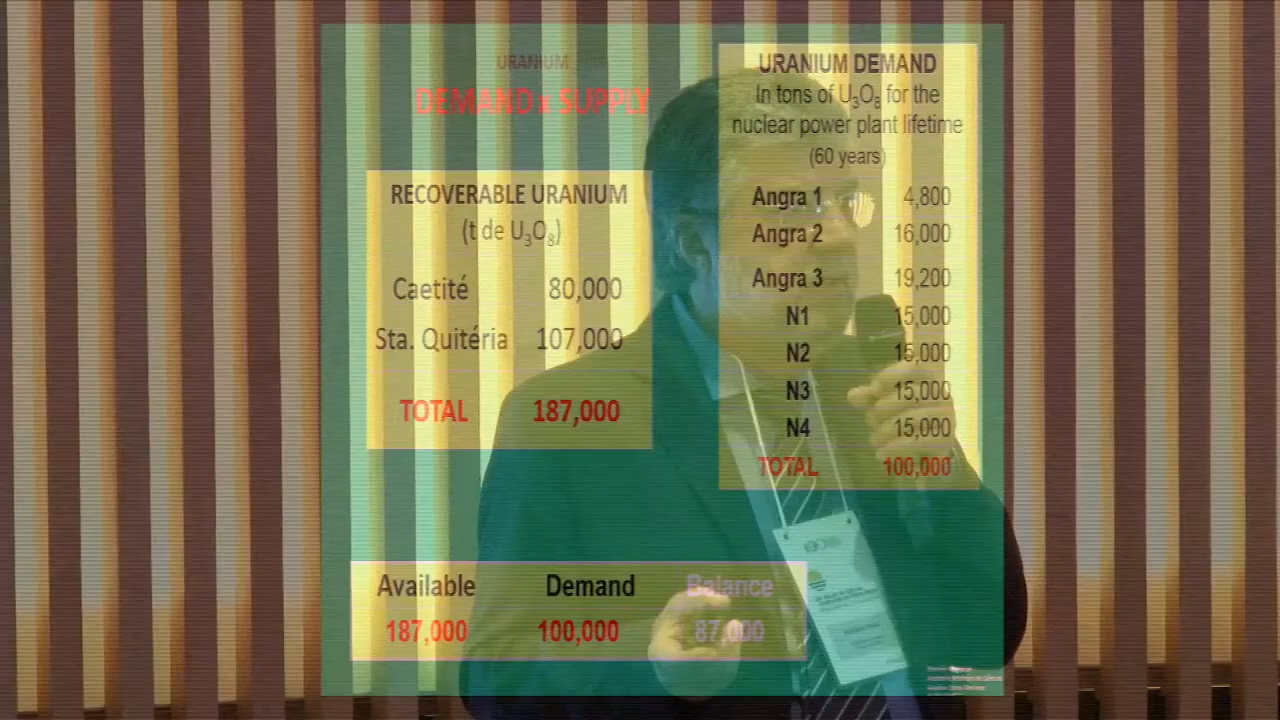 URANIUM
DEMAND x SUPPLY
RECOVERABLE URANIUM
(t de U₃O₈)
Caetité 80,000
Sta. Quitéria 107,000
TOTAL 187,000
URANIUM DEMAND
In tons of U₃O₈ for the
nuclear power plant lifetime
(60 years)
Angra 1 4,800
Angra 2 16,000
Angra 3 19,200
N1 15,000
N2 15,000
N3 15,000
N4 15,000
TOTAL 100,000
Available Demand Balance
187,000 100,000 87,000